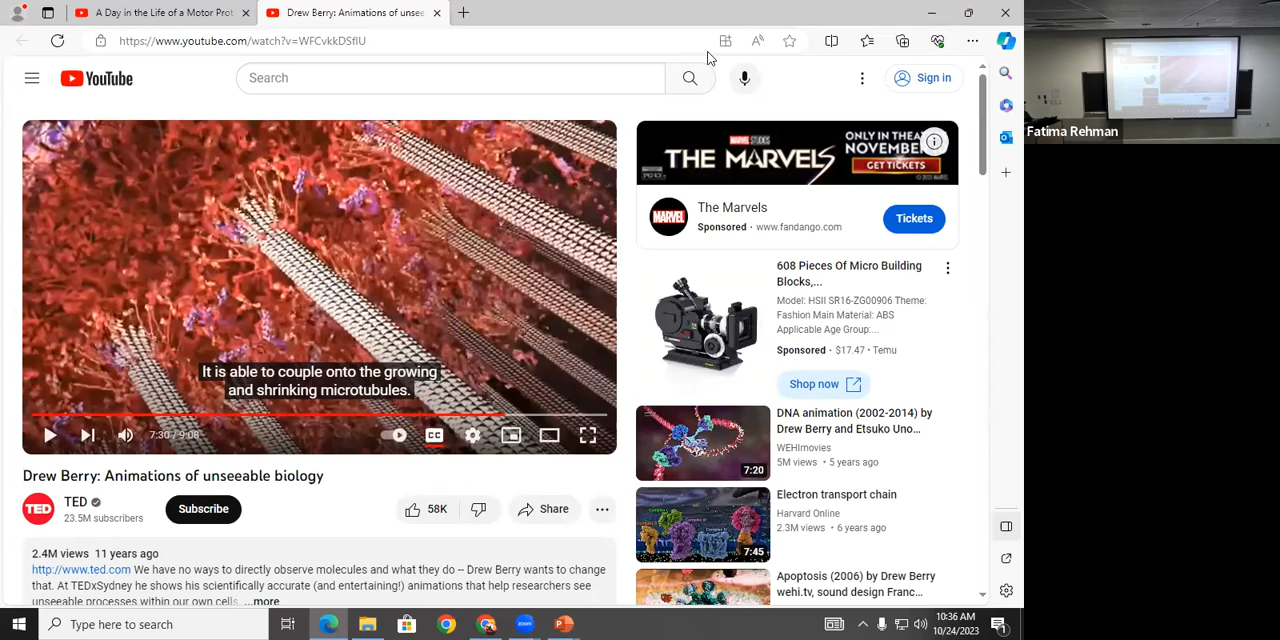 A Day in the Life of a Motor Prot
Drew Berry: Animations of unsee
https://www.youtube.com/watch?v=WFCvkkDSfIU
YouTube
Search
Sign in
Fatima Rehman
MARVEL STUDIOS
THE MARVELS
ONLY IN THEATERS
NOVEMBER
GET TICKETS
MARVEL
The Marvels
Sponsored · www.fandango.com
Tickets
608 Pieces Of Micro Building
Blocks,...
Model: HSII SR16-ZG00906 Theme:
Fashion Main Material: ABS
Applicable Age Group:...
Sponsored · $17.47 · Temu
Shop now
It is able to couple onto the growing
and shrinking microtubules.
7:30 / 9:08
CC
Drew Berry: Animations of unseeable biology
TED
TED
23.5M subscribers
Subscribe
58K
Share
2.4M views 11 years ago
http://www.ted.com We have no ways to directly observe molecules and what they do -- Drew Berry wants to change
that. At TEDxSydney he shows his scientifically accurate (and entertaining!) animations that help researchers see
unseeable processes within our own cells. ...more
7:20
DNA animation (2002-2014) by
Drew Berry and Etsuko Uno...
WEHImovies
5M views · 5 years ago
7:45
Electron transport chain
Harvard Online
2.3M views · 6 years ago
Apoptosis (2006) by Drew Berry
wehi.tv, sound design Franc...
Type here to search
zoom
10:36 AM
10/24/2023
1